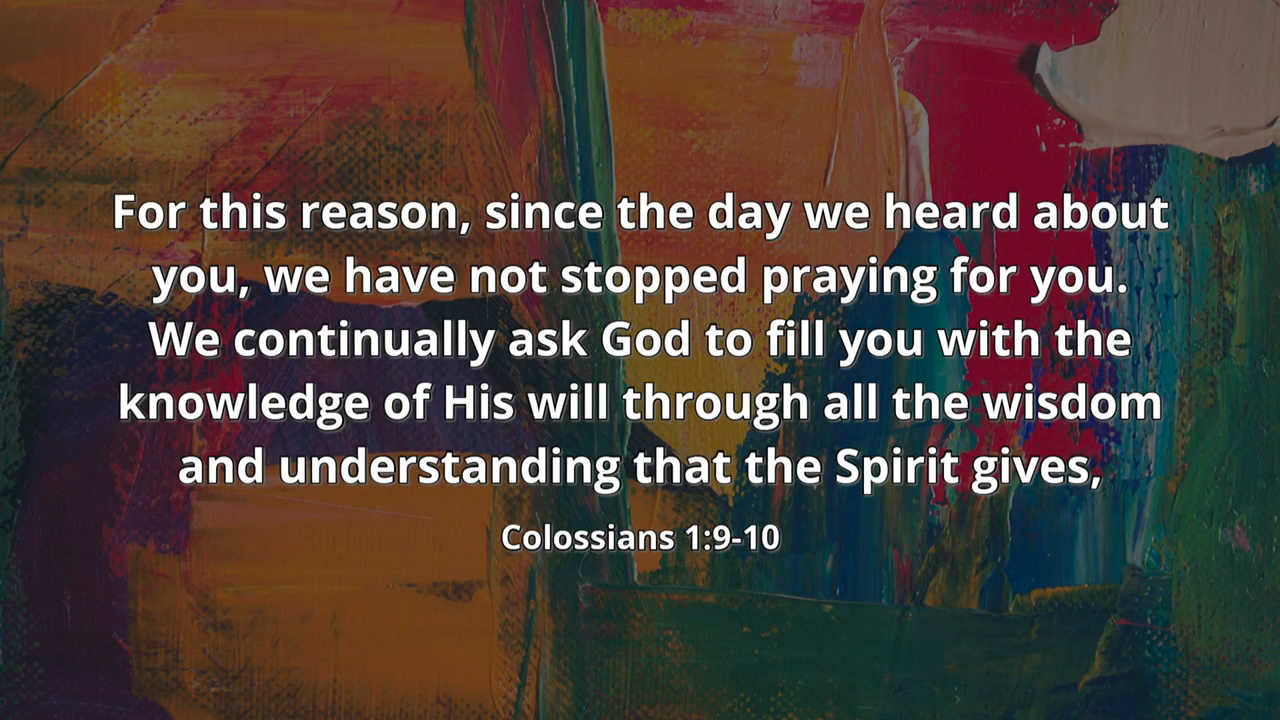 For this reason, since the day we heard about
you, we have not stopped praying for you.
We continually ask God to fill you with the
knowledge of His will through all the wisdom
and understanding that the Spirit gives,
Colossians 1:9-10